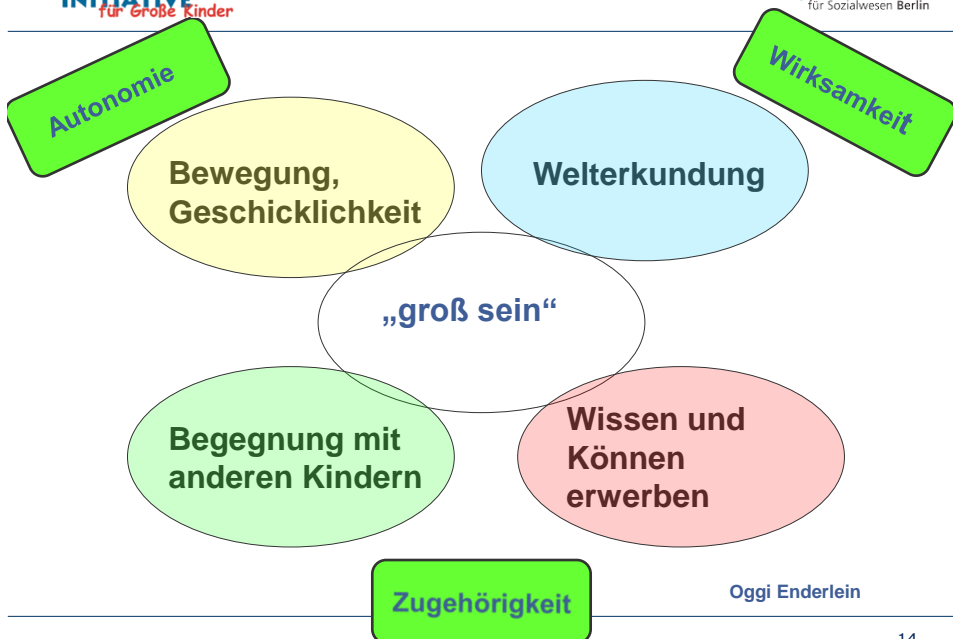 INITIATIVE
für Große Kinder
für Sozialwesen Berlin
Autonomie
Wirksamkeit
Bewegung,
Geschicklichkeit
Welterkundung
„groß sein“
Begegnung mit
anderen Kindern
Wissen und
Können
erwerben
Zugehörigkeit
Oggi Enderlein
14